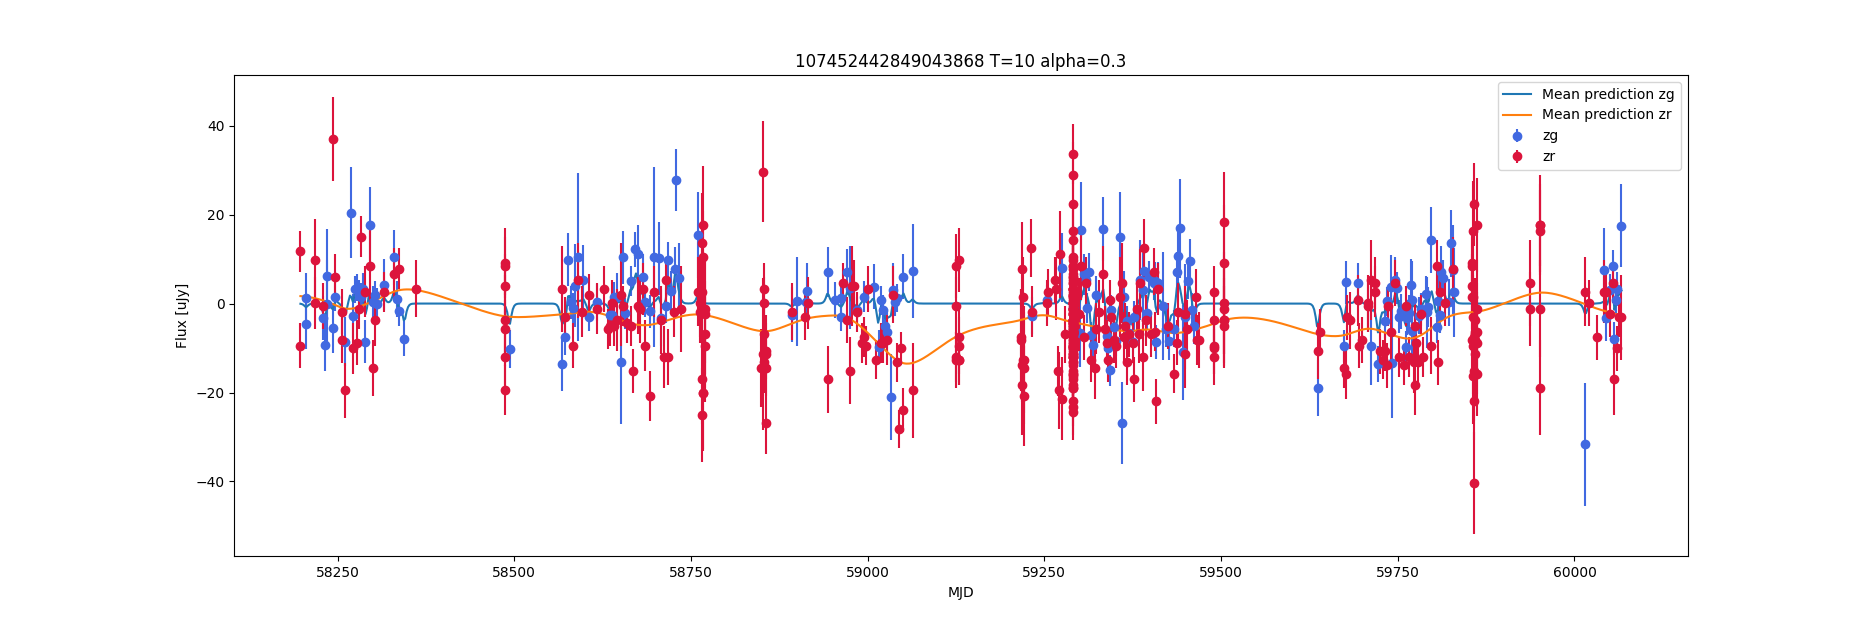 107452442849043868 T=10 alpha=0.3
Mean prediction zg
Mean prediction zr
zg
zr
Flux [uJy]
40
20
0
−20
−40
58250 58500 58750 59000 59250 59500 59750 60000
MJD